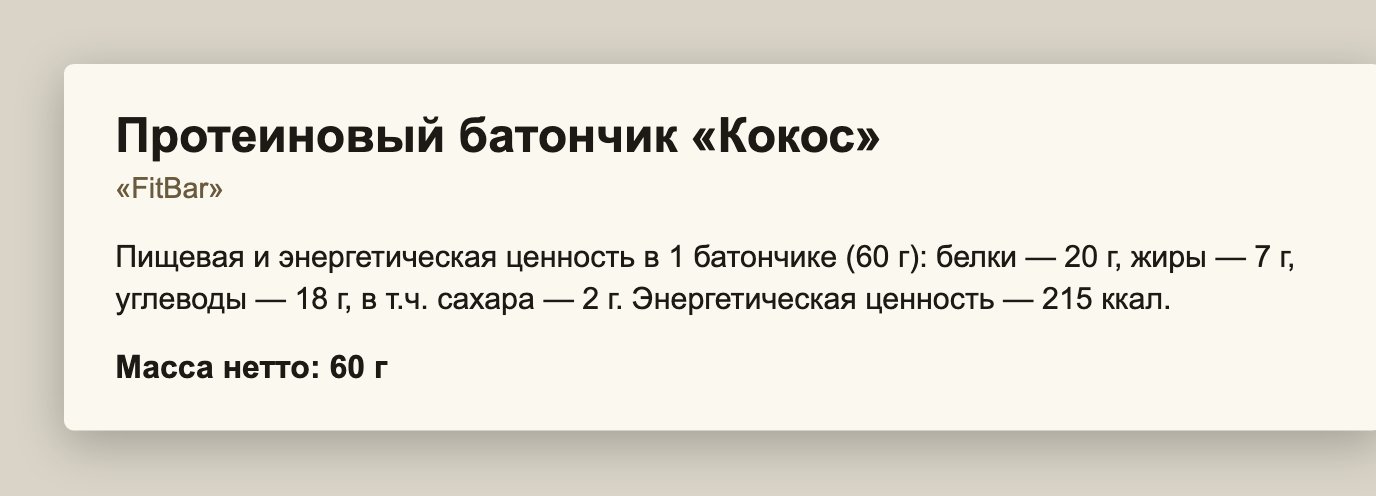 Протеиновый батончик «Кокос»
«FitBar»
Пищевая и энергетическая ценность в 1 батончике (60 г): белки — 20 г, жиры — 7 г,
углеводы — 18 г, в т.ч. сахара — 2 г. Энергетическая ценность — 215 ккал.
Масса нетто: 60 г